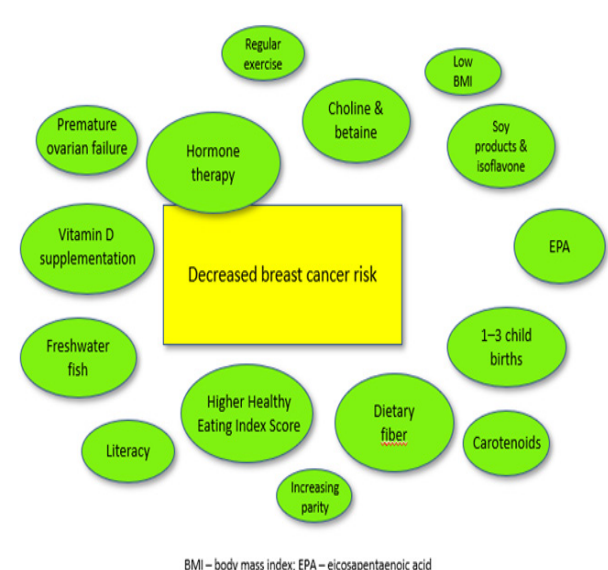 Regular
exercise
Low
BMI
Choline &
betaine
Premature
ovarian failure
Hormone
therapy
Soy
products &
isoflavone
Vitamin D
supplementation
Decreased breast cancer risk
EPA
Freshwater
fish
1–3 child
births
Higher Healthy
Eating Index Score
Dietary
fiber
Literacy
Carotenoids
Increasing
parity
BMI – body mass index; EPA – eicosapentaenoic acid